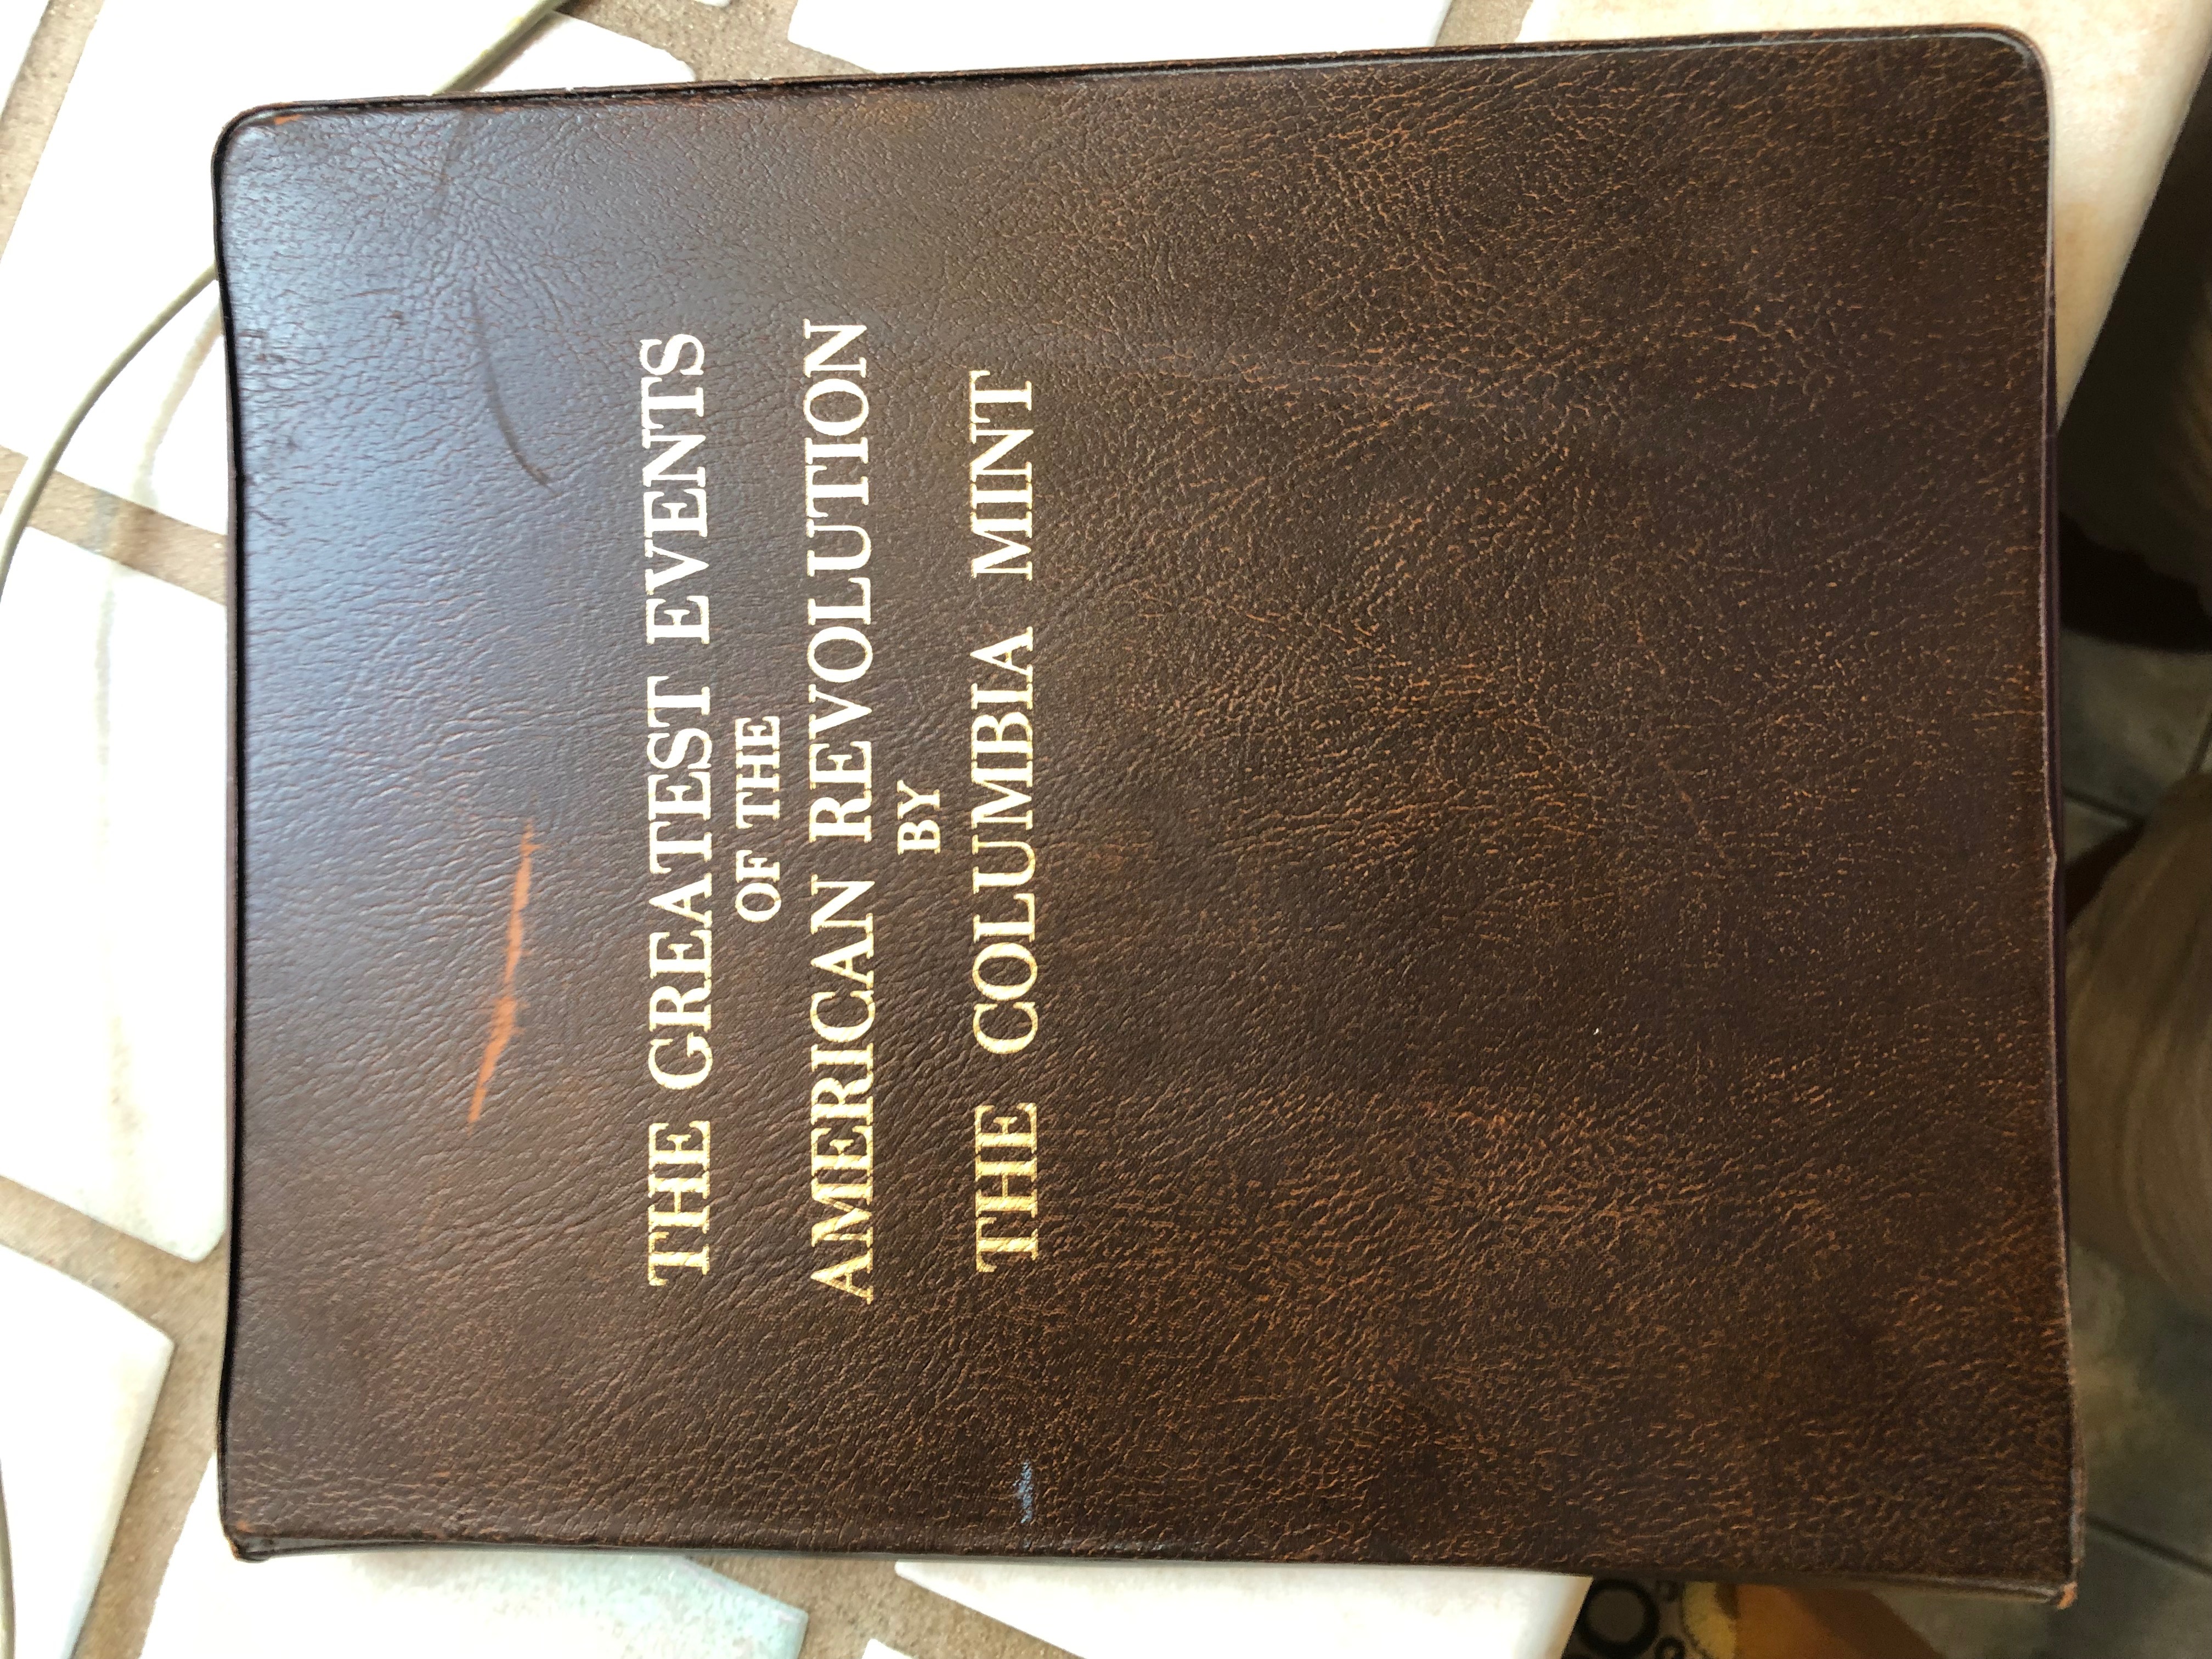 THE GREATEST EVENTS
OF THE
AMERICAN REVOLUTION
BY
THE COLUMBIA MINT